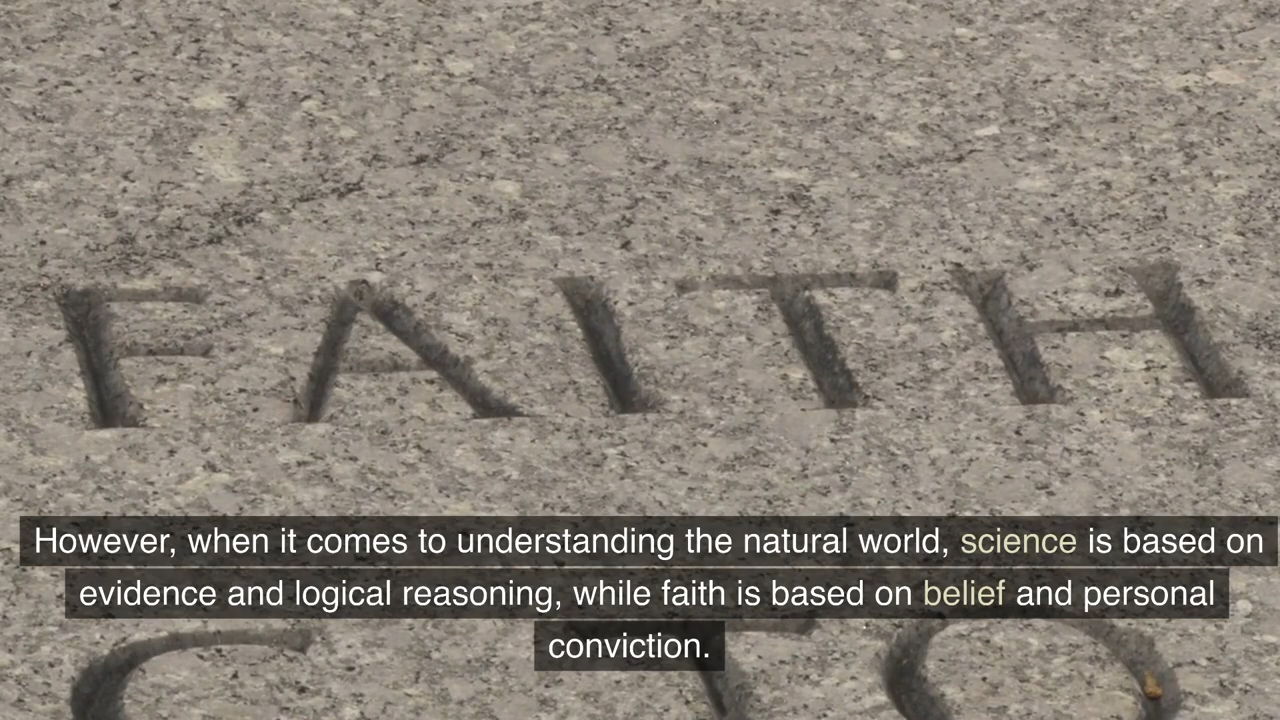 FAITH
However, when it comes to understanding the natural world, science is based on
evidence and logical reasoning, while faith is based on belief and personal
conviction.